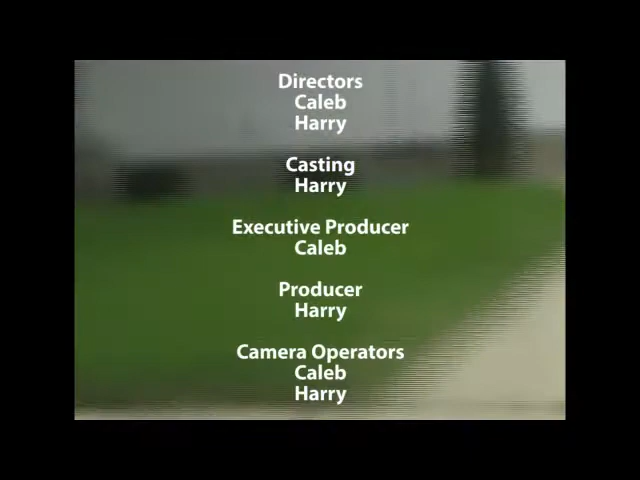 Directors
Caleb
Harry
Casting
Harry
Executive Producer
Caleb
Producer
Harry
Camera Operators
Caleb
Harry